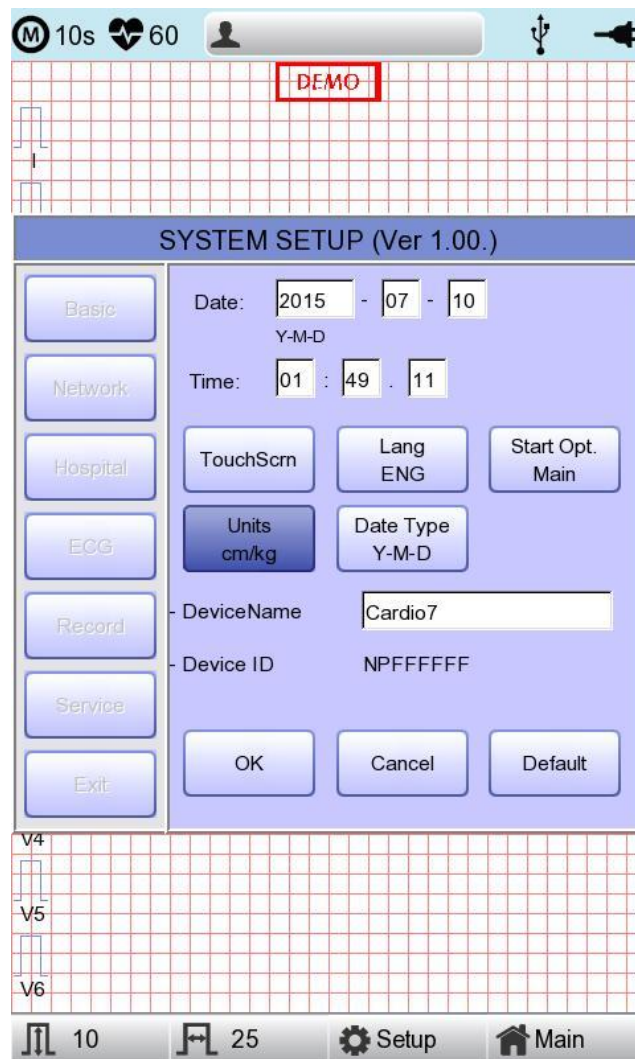 M 10s 60
DEMO
I
SYSTEM SETUP (Ver 1.00.)
Basic
Date: 2015 - 07 - 10
Y-M-D
Network
Time: 01 : 49 . 11
Hospital
TouchScrn
Lang
ENG
Start Opt.
Main
ECG
Units
cm/kg
Date Type
Y-M-D
Record
- DeviceName Cardio7
- Device ID NPFFFFFF
Service
Exit
OK Cancel Default
V4
V5
V6
10 25 Setup Main